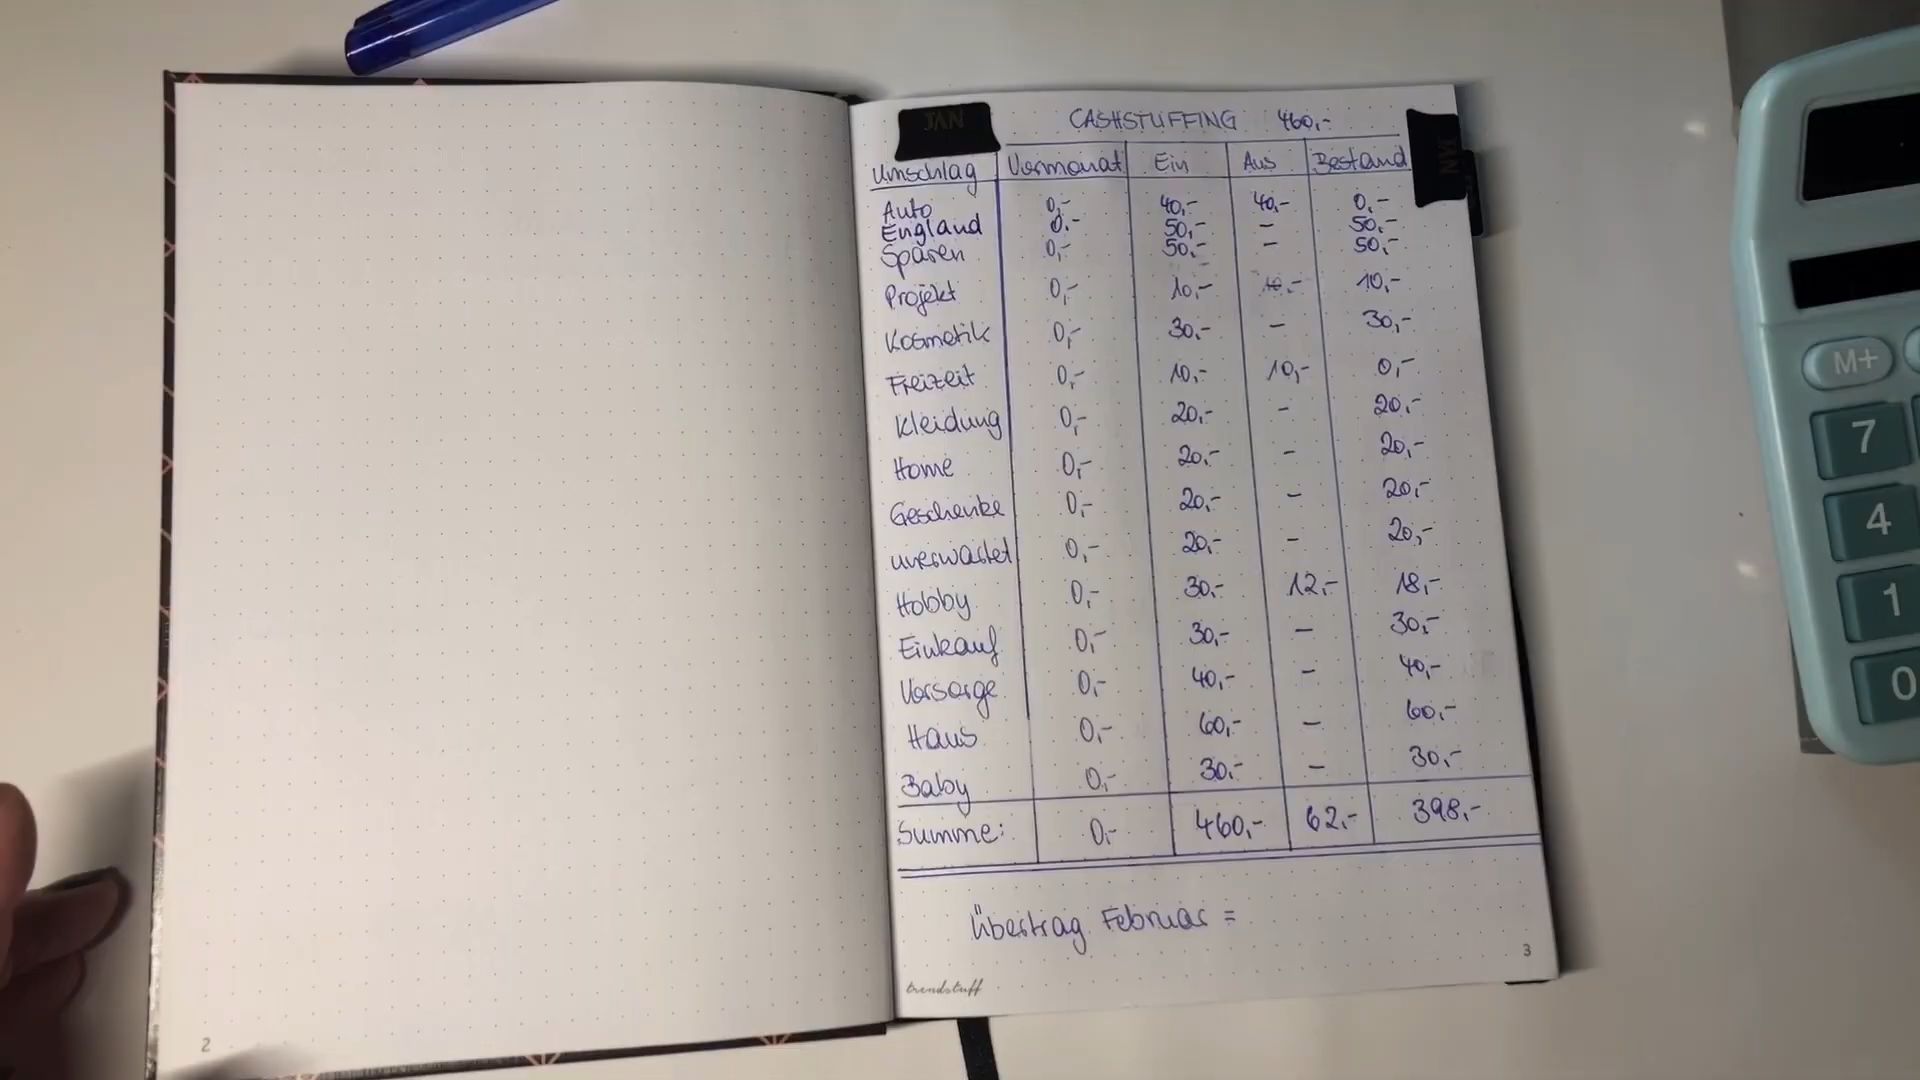 JAN
CASHSTUFFING 460,-
Umschlag Vormonat Ein Aus Bestand
Auto 0,- 40,- 40,- 0,-
England 0,- 50,- - 50,-
Sparen 0,- 50,- - 50,-
Projekt 0,- 10,- 10,- 10,-
Kosmetik 0,- 30,- - 30,-
Freizeit 0,- 10,- 10,- 0,-
Kleidung 0,- 20,- - 20,-
Home 0,- 20,- - 20,-
Geschenke 0,- 20,- - 20,-
unerwartet 0,- 20,- - 20,-
Hobby 0,- 30,- 12,- 18,-
Einkauf 0,- 30,- - 30,-
Vorsorge 0,- 40,- - 40,-
Haus 0,- 60,- - 60,-
Baby 0,- 30,- - 30,-
Summe: 0,- 460,- 62,- 398,-
Übertrag Februar =
3
trendstuff
2
JAN
M+
7
4
1
0